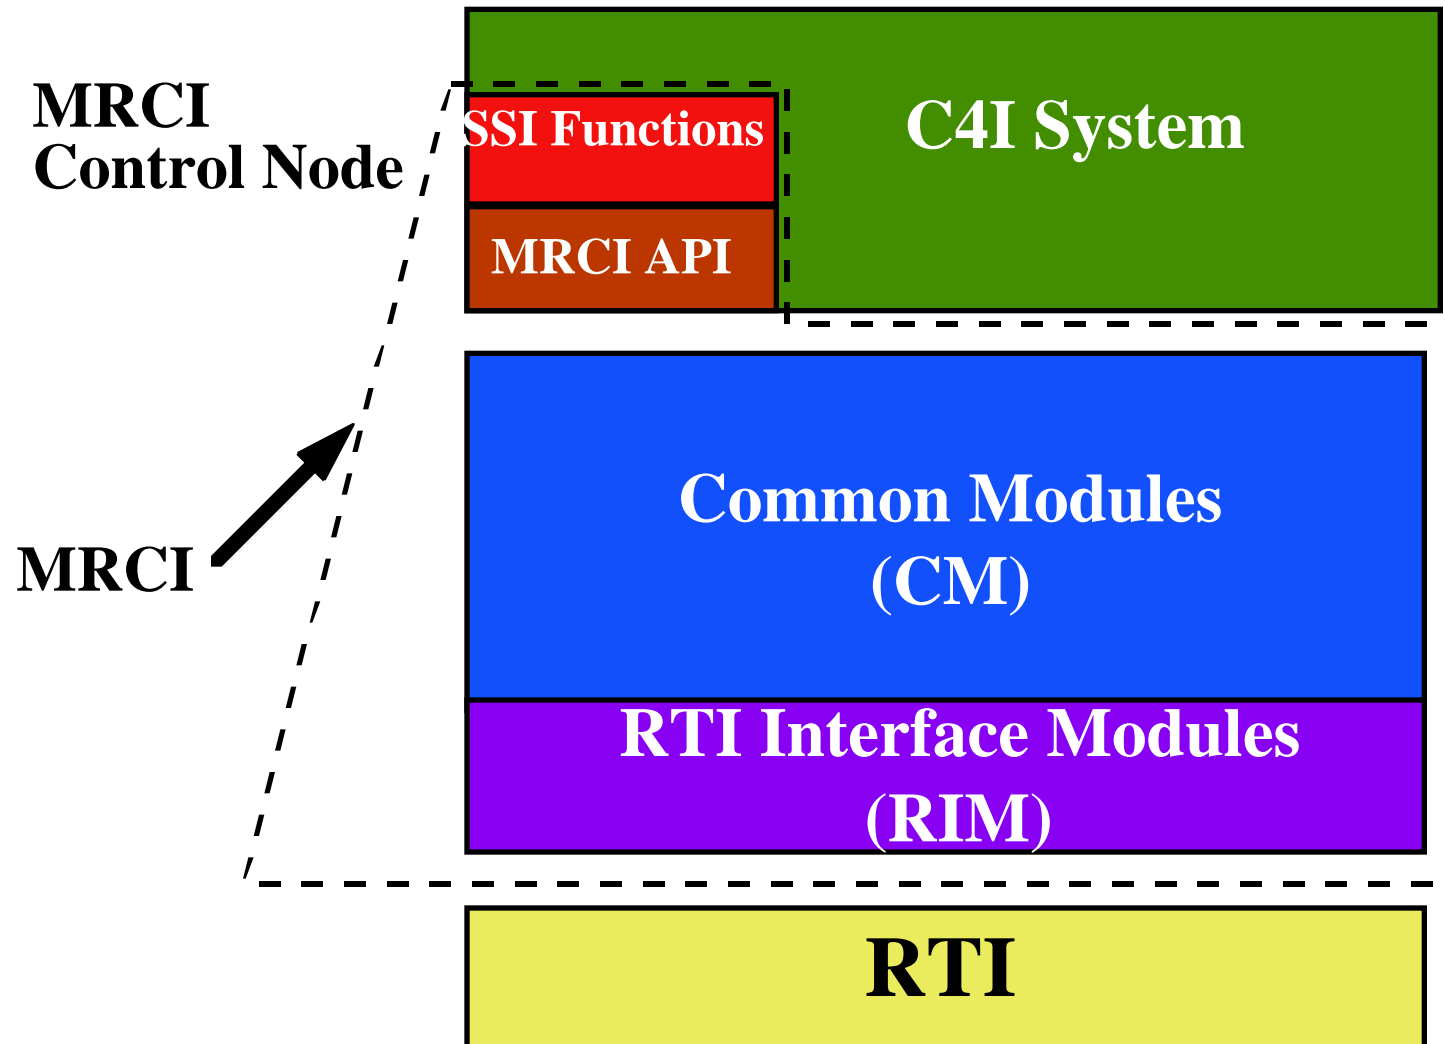 MRCI
Control Node
SSI Functions
C4I System
MRCI API
Common Modules
(CM)
MRCI
RTI Interface Modules
(RIM)
RTI